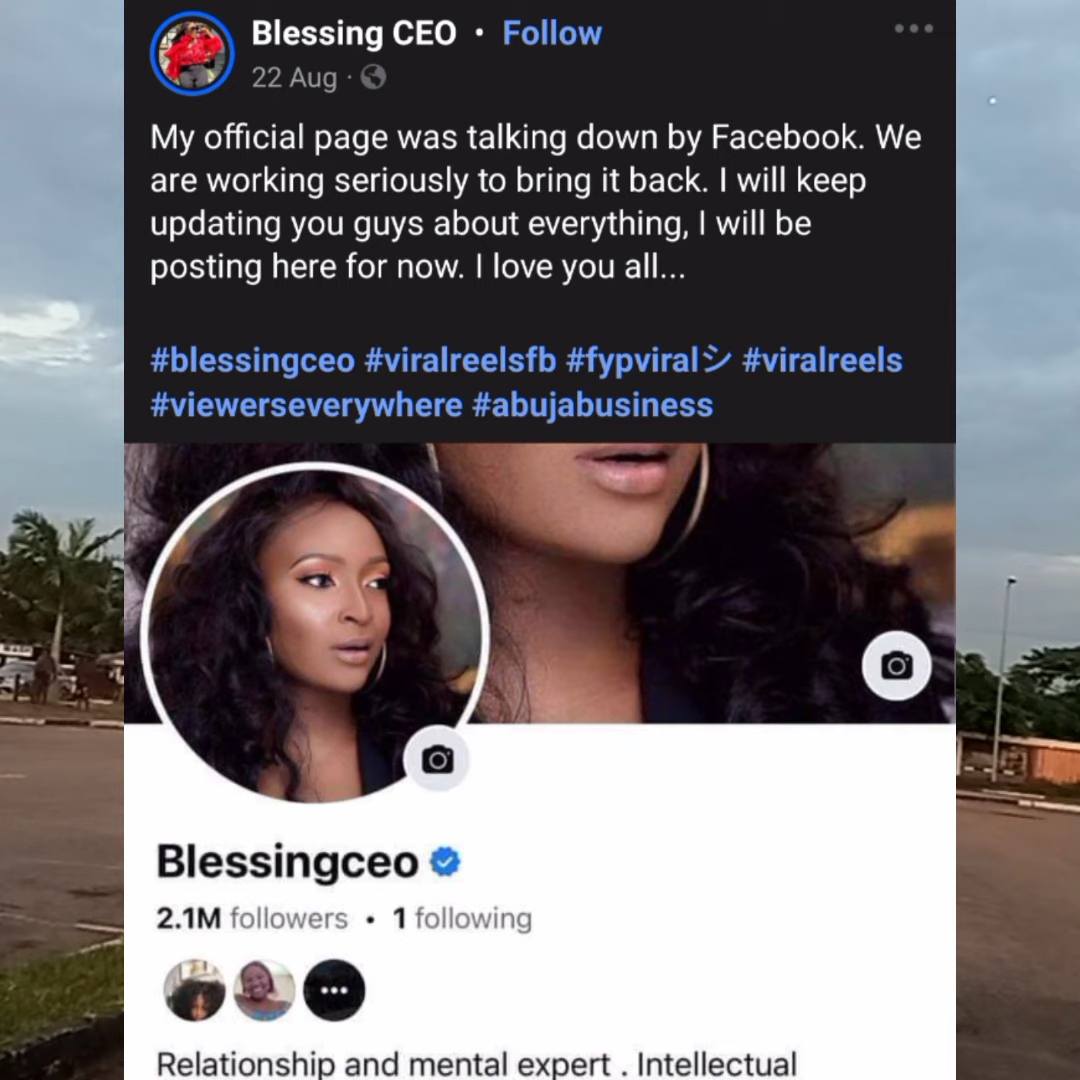 Blessing CEO • Follow
22 Aug ·
My official page was talking down by Facebook. We
are working seriously to bring it back. I will keep
updating you guys about everything, I will be
posting here for now. I love you all...
#blessingceo #viralreelsfb #fypviralシ #viralreels
#viewerseverywhere #abujabusiness
Blessingceo
2.1M followers • 1 following
Relationship and mental expert . Intellectual